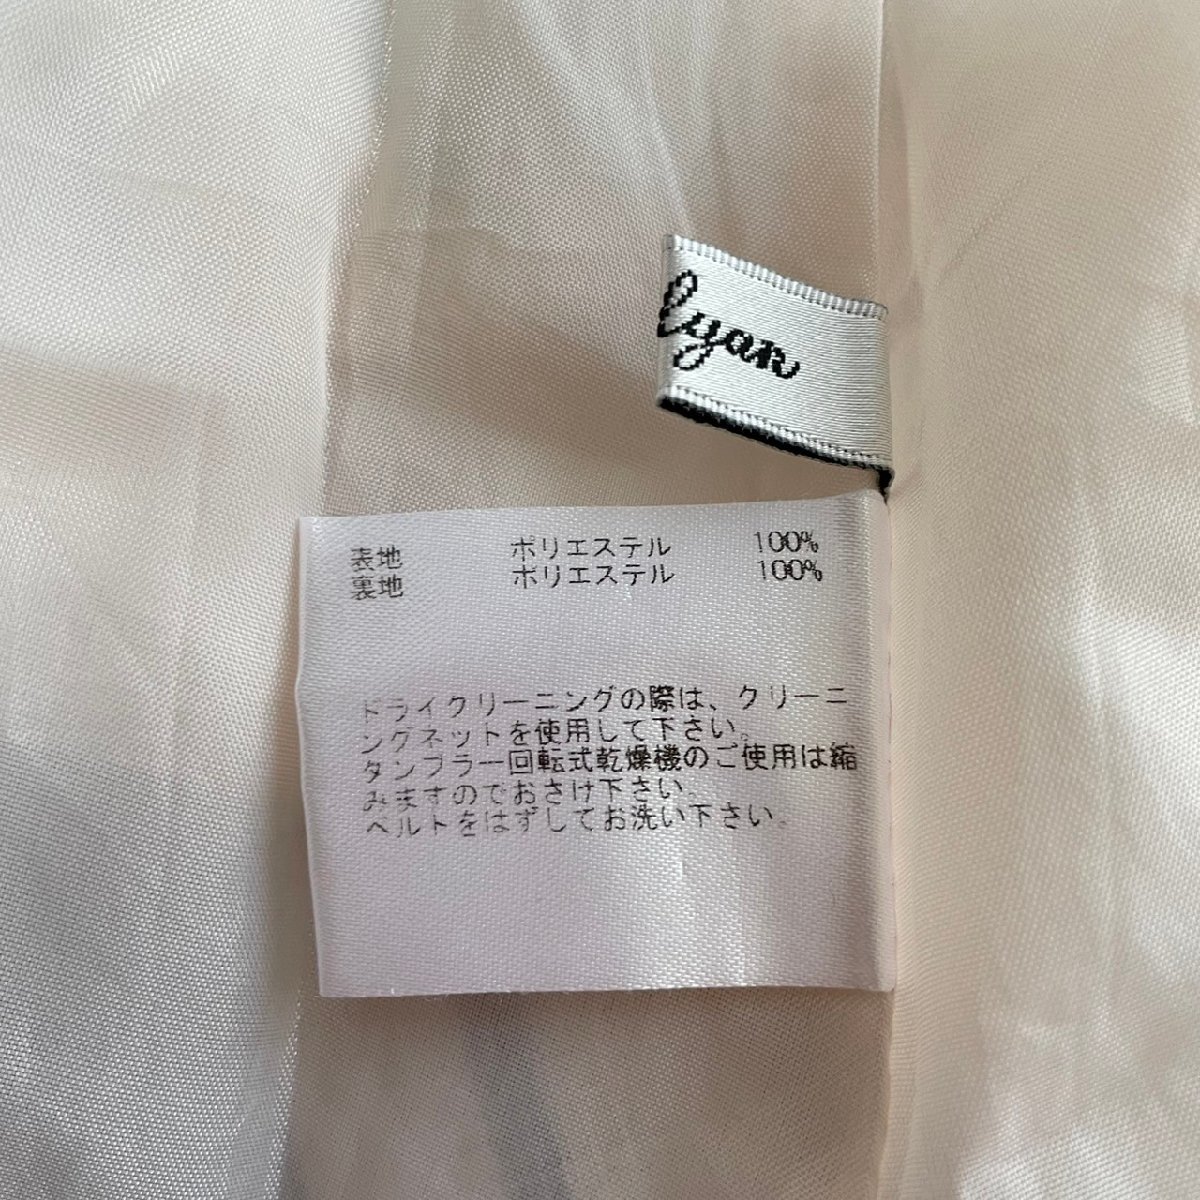 lyan
表地 ポリエステル 100%
裏地 ポリエステル 100%
ドライクリーニングの際は、クリーニ
ングネットを使用して下さい。
タンブラー回転式乾燥機のご使用は縮
みますのでおさけ下さい。
ベルトをはずしてお洗い下さい。